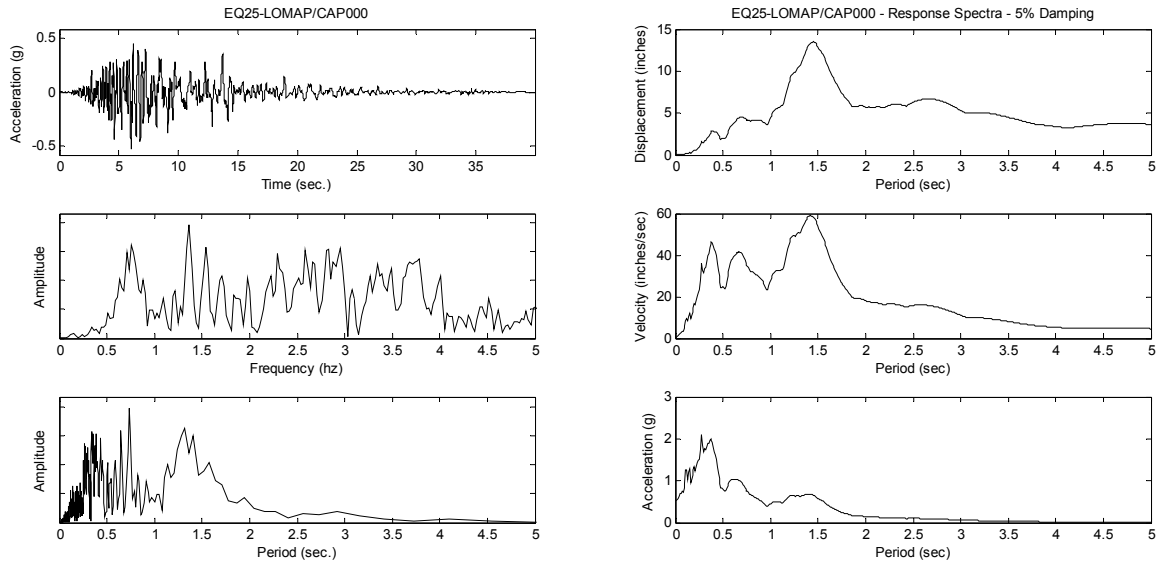 EQ25-LOMAP/CAP000
0.5
0
-0.5
Acceleration (g)
0 5 10 15 20 25 30 35
Time (sec.)
Amplitude
0 0.5 1 1.5 2 2.5 3 3.5 4 4.5 5
Frequency (hz)
Amplitude
0 0.5 1 1.5 2 2.5 3 3.5 4 4.5 5
Period (sec.)
EQ25-LOMAP/CAP000 - Response Spectra - 5% Damping
15
10
5
0
Displacement (inches)
0 0.5 1 1.5 2 2.5 3 3.5 4 4.5 5
Period (sec)
60
40
20
0
Velocity (inches/sec)
0 0.5 1 1.5 2 2.5 3 3.5 4 4.5 5
Period (sec)
3
2
1
0
Acceleration (g)
0 0.5 1 1.5 2 2.5 3 3.5 4 4.5 5
Period (sec)